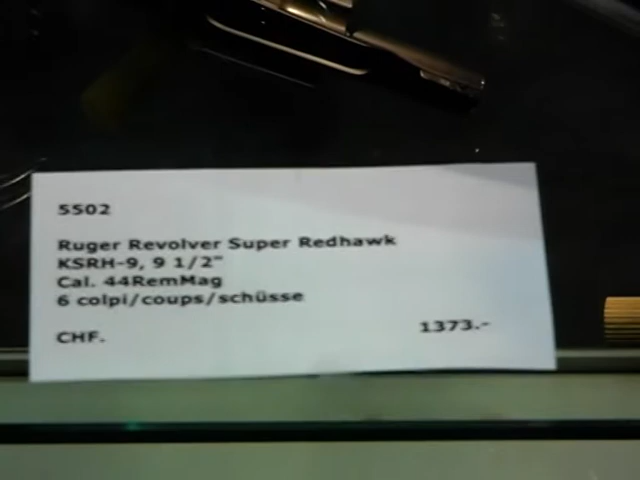 5502
Ruger Revolver Super Redhawk
KSRH-9, 9 1/2"
Cal. 44RemMag
6 colpi/coups/schüsse
CHF. 1373.-